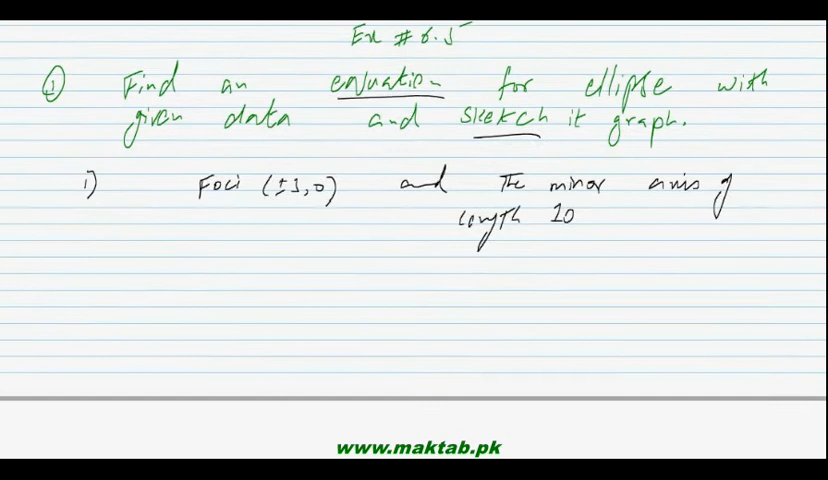 Ex # 6.5
① Find an equation for ellipse with
given data and sketch it graph.
i) Foci (±3,0) and the minor axis of
length 10
www.maktab.pk